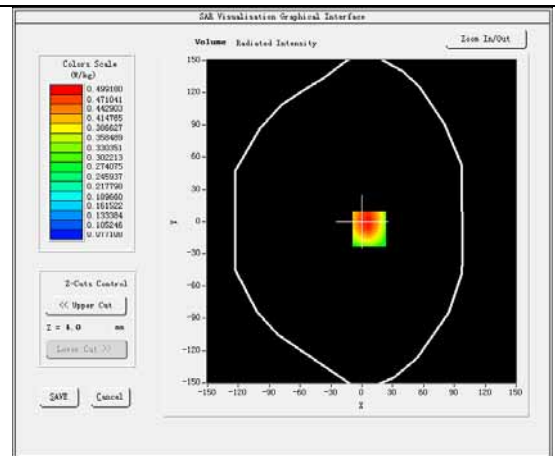 SAR Visualisation Graphical Interface
Volume Radiated Intensity
Zoom In/Out
Colors Scale
(W/kg)
0.499180
0.471041
0.442903
0.414765
0.386627
0.358489
0.330351
0.302213
0.274075
0.245937
0.217798
0.189660
0.161522
0.133384
0.105246
0.077108
Z-Cuts Control
<< Upper Cut
Z = 4.0 mm
Lower Cut >>
SAVE Cancel
150
120
90
60
30
0
-30
-60
-90
-120
-150
Y
-150 -120 -90 -60 -30 0 30 60 90 120 150
X